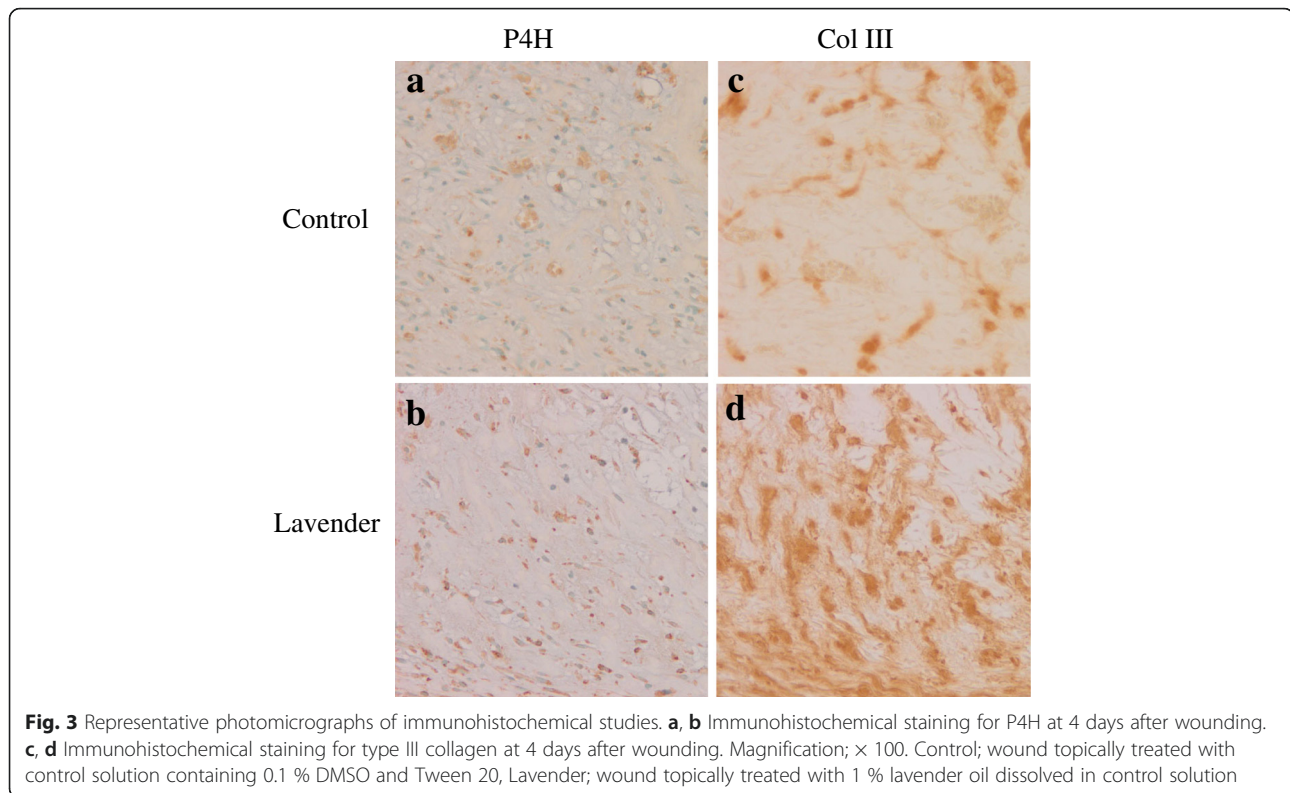 P4H Col III
a c
Control
b d
Lavender
Fig. 3 Representative photomicrographs of immunohistochemical studies. a, b Immunohistochemical staining for P4H at 4 days after wounding.
c, d Immunohistochemical staining for type III collagen at 4 days after wounding. Magnification; × 100. Control; wound topically treated with
control solution containing 0.1 % DMSO and Tween 20, Lavender; wound topically treated with 1 % lavender oil dissolved in control solution